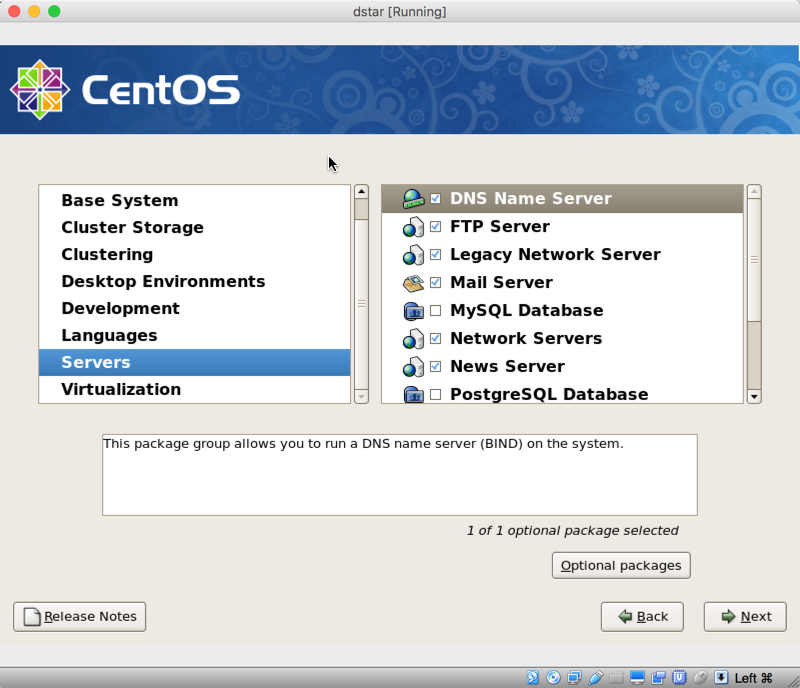 dstar [Running]
CentOS
Base System
Cluster Storage
Clustering
Desktop Environments
Development
Languages
Servers
Virtualization
DNS Name Server
FTP Server
Legacy Network Server
Mail Server
MySQL Database
Network Servers
News Server
PostgreSQL Database
This package group allows you to run a DNS name server (BIND) on the system.
1 of 1 optional package selected
Optional packages
Release Notes
Back
Next
Left ⌘